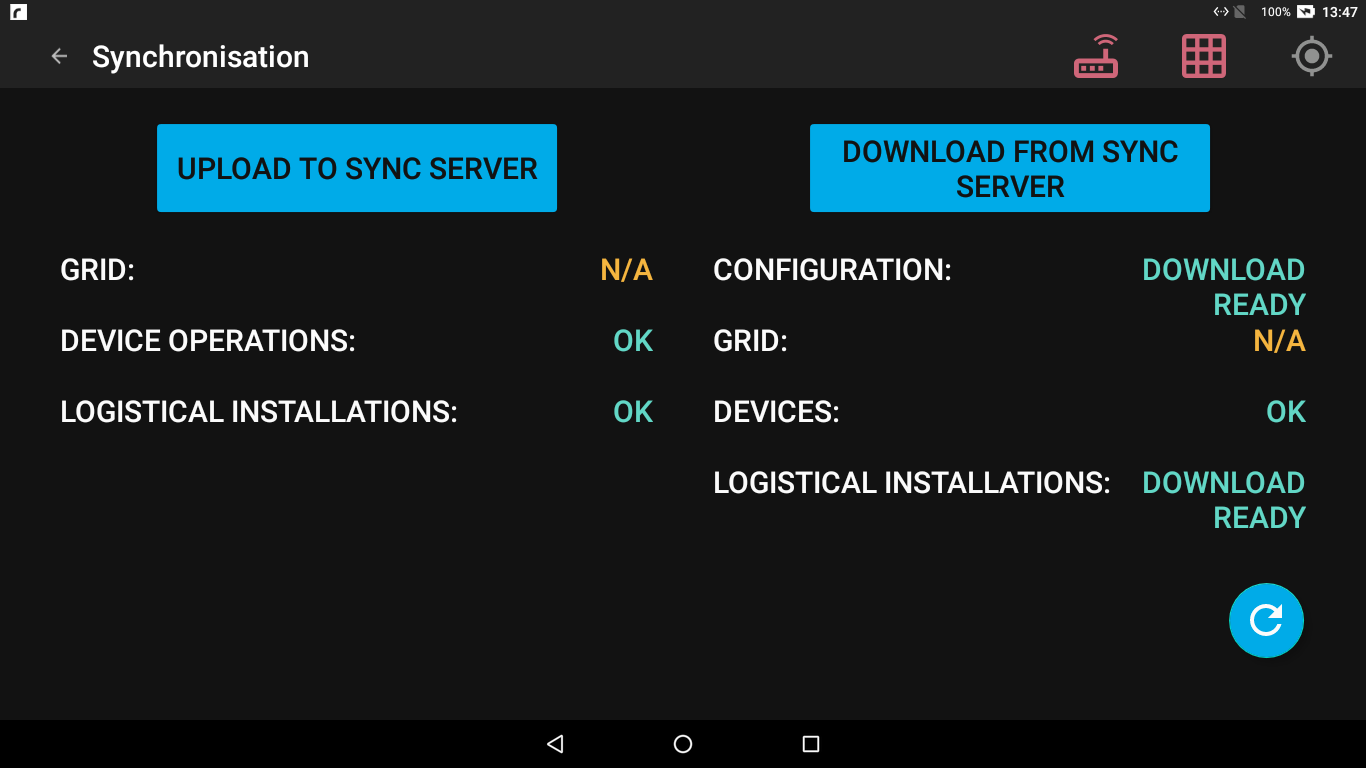 100% 13:47
Synchronisation
UPLOAD TO SYNC SERVER
DOWNLOAD FROM SYNC
SERVER
GRID: N/A
DEVICE OPERATIONS: OK
LOGISTICAL INSTALLATIONS: OK
CONFIGURATION: DOWNLOAD
READY
GRID: N/A
DEVICES: OK
LOGISTICAL INSTALLATIONS: DOWNLOAD
READY